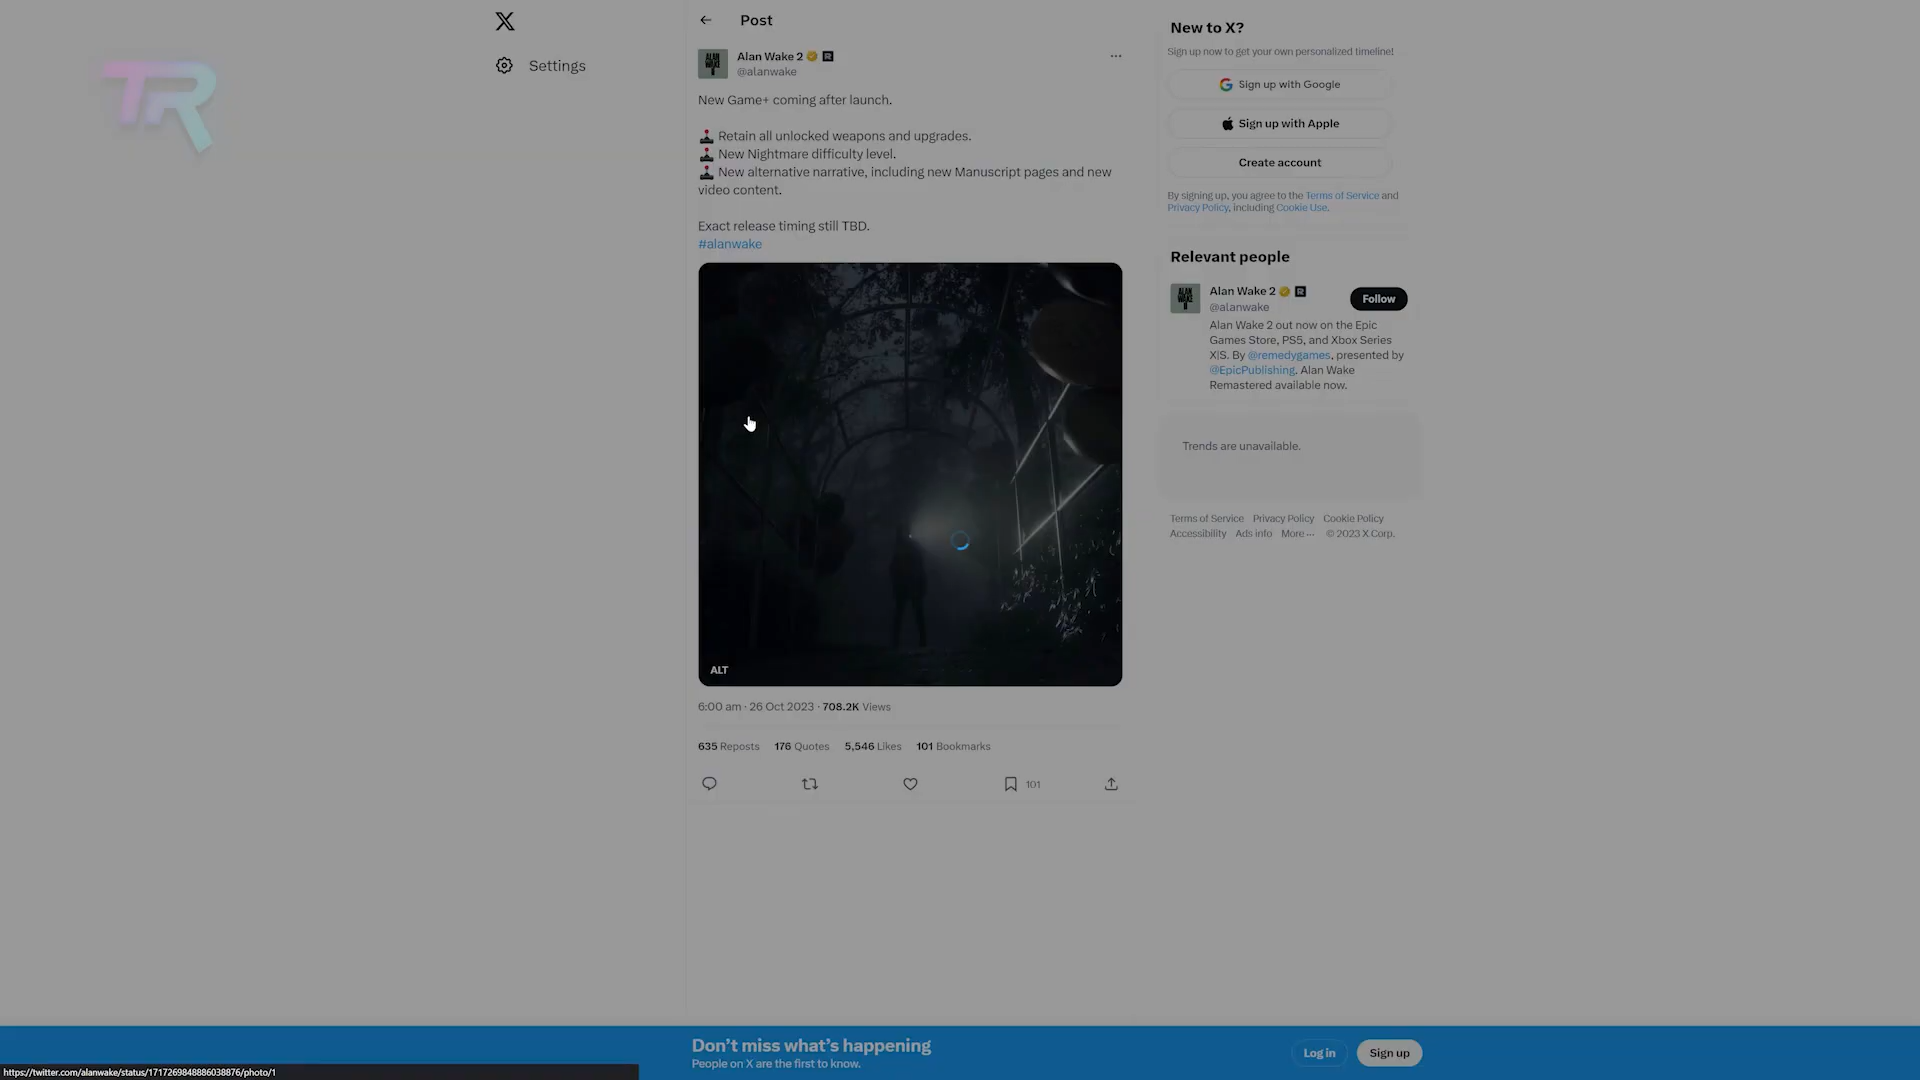 TR
Settings
Post
Alan Wake 2
@alanwake
New Game+ coming after launch.
Retain all unlocked weapons and upgrades.
New Nightmare difficulty level.
New alternative narrative, including new Manuscript pages and new
video content.
Exact release timing still TBD.
#alanwake
ALT
6:00 am · 26 Oct 2023 · 708.2K Views
635 Reposts 176 Quotes 5,546 Likes 101 Bookmarks
101
New to X?
Sign up now to get your own personalized timeline!
Sign up with Google
Sign up with Apple
Create account
By signing up, you agree to the Terms of Service and
Privacy Policy, including Cookie Use.
Relevant people
Alan Wake 2
@alanwake
Follow
Alan Wake 2 out now on the Epic
Games Store, PS5, and Xbox Series
X|S. By @remedygames, presented by
@EpicPublishing. Alan Wake
Remastered available now.
Trends are unavailable.
Terms of Service Privacy Policy Cookie Policy
Accessibility Ads info More ··· © 2023 X Corp.
Don’t miss what’s happening
People on X are the first to know.
Log in
Sign up
https://twitter.com/alanwake/status/1717269848886038876/photo/1